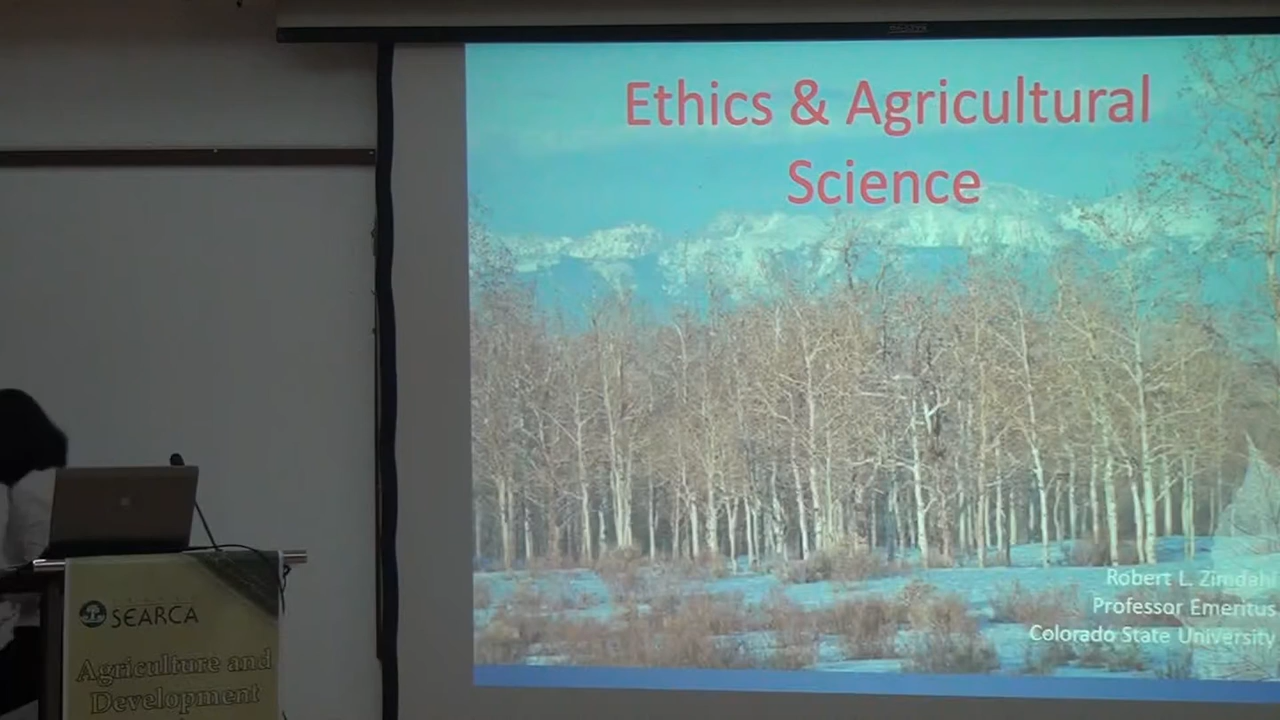 Ethics & Agricultural
Science
Robert L. Zimdahl
Professor Emeritus
Colorado State University
SEARCA
Agriculture and
Development